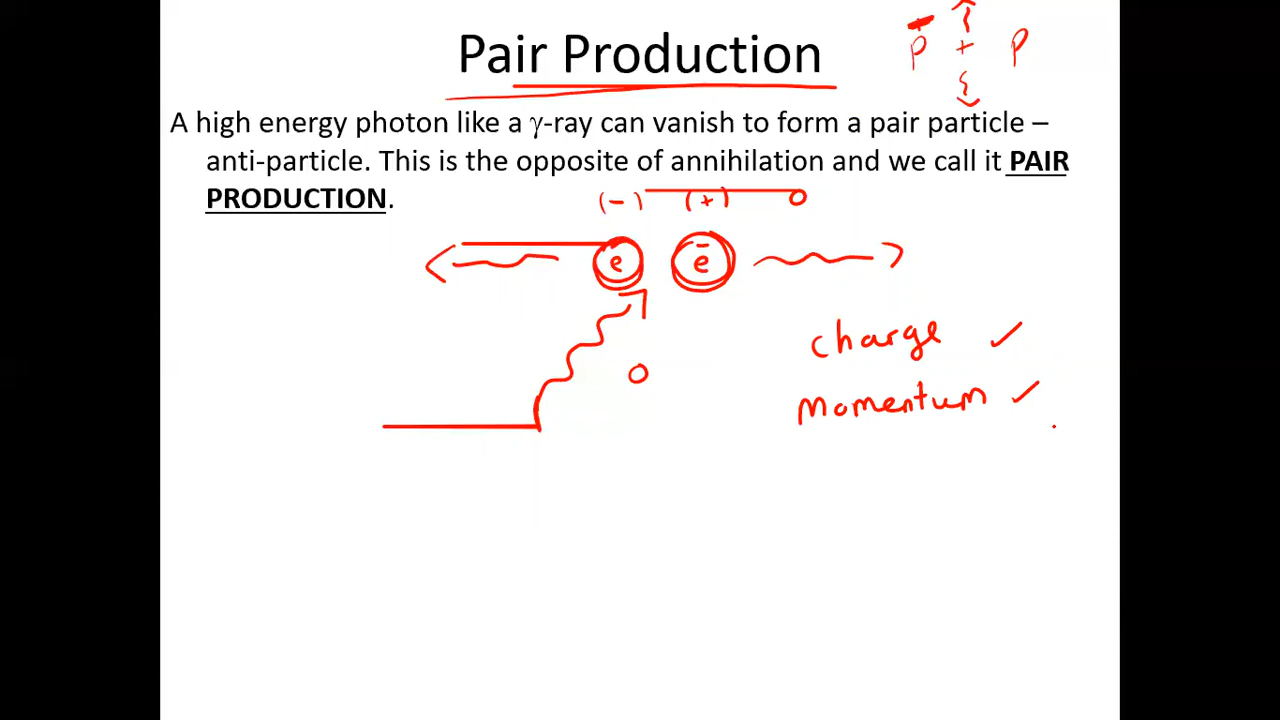 Pair Production
p̄ + p
A high energy photon like a γ-ray can vanish to form a pair particle –
anti-particle. This is the opposite of annihilation and we call it PAIR
PRODUCTION.
(-) (+) 0
e ē
charge ✓
0
Momentum ✓